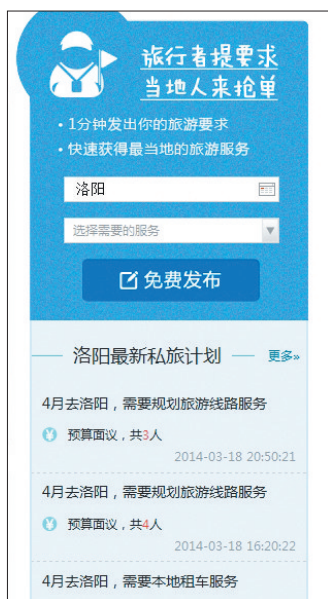 旅行者提要求
当地人来抢单
·1分钟发出你的旅游要求
·快速获得最当地的旅游服务
洛阳
选择需要的服务
免费发布
洛阳最新私旅计划 更多»
4月去洛阳，需要规划旅游线路服务
¥ 预算面议，共3人
2014-03-18 20:50:21
4月去洛阳，需要规划旅游线路服务
¥ 预算面议，共4人
2014-03-18 16:20:22
4月去洛阳，需要本地租车服务